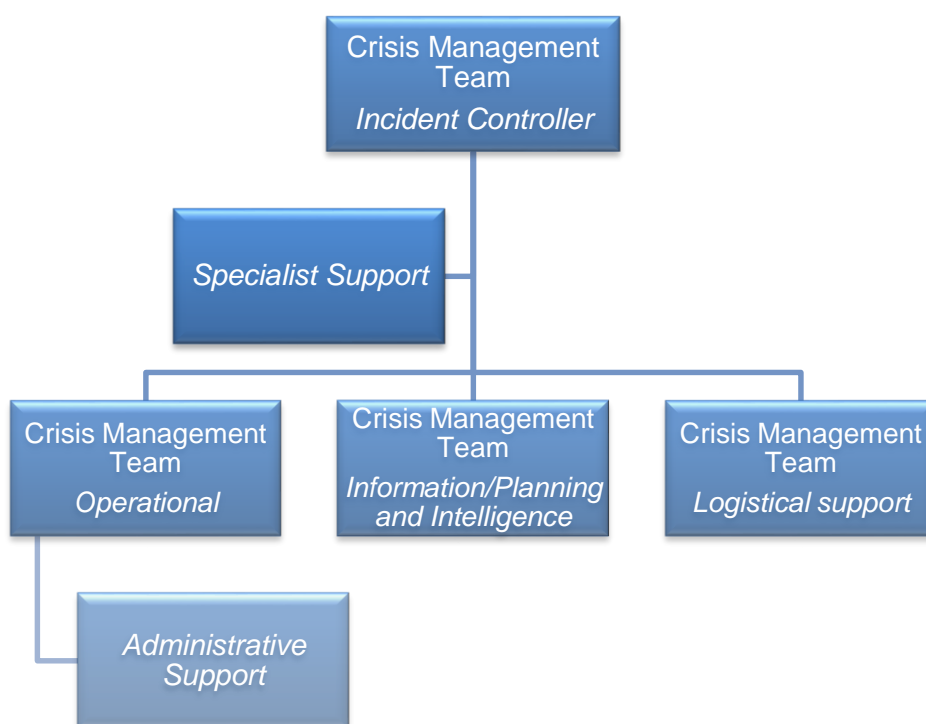 Crisis Management
Team
Incident Controller
Specialist Support
Crisis Management
Team
Operational
Crisis Management
Team
Information/Planning
and Intelligence
Crisis Management
Team
Logistical support
Administrative
Support